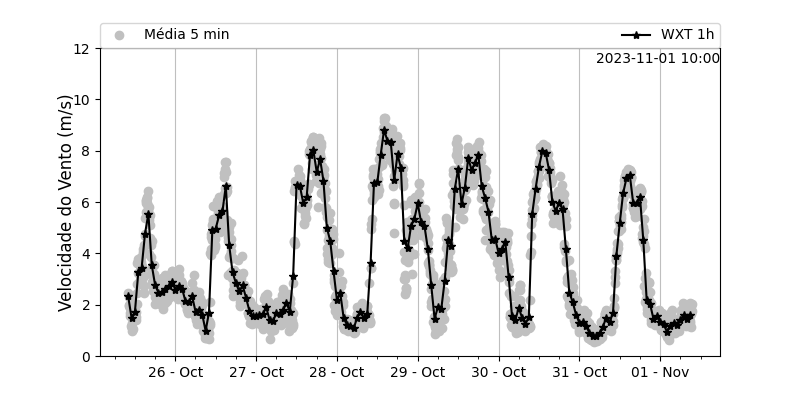 Média 5 min
WXT 1h
2023-11-01 10:00
Velocidade do Vento (m/s)
12
10
8
6
4
2
0
26 - Oct
27 - Oct
28 - Oct
29 - Oct
30 - Oct
31 - Oct
01 - Nov